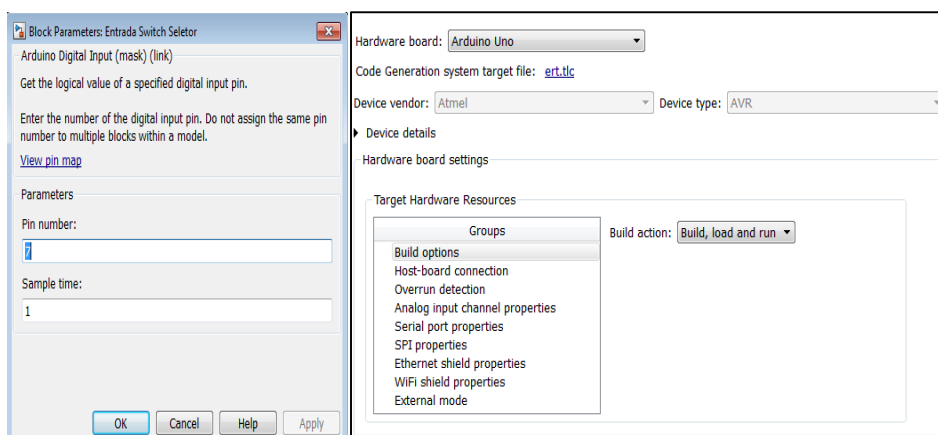 Block Parameters: Entrada Switch Seletor
Arduino Digital Input (mask) (link)
Get the logical value of a specified digital input pin.
Enter the number of the digital input pin. Do not assign the same pin
number to multiple blocks within a model.
View pin map
Parameters
Pin number:
7
Sample time:
1
OK Cancel Help Apply
Hardware board: Arduino Uno
Code Generation system target file: ert.tlc
Device vendor: Atmel Device type: AVR
Device details
Hardware board settings
Target Hardware Resources
Groups
Build options
Host-board connection
Overrun detection
Analog input channel properties
Serial port properties
SPI properties
Ethernet shield properties
WiFi shield properties
External mode
Build action: Build, load and run